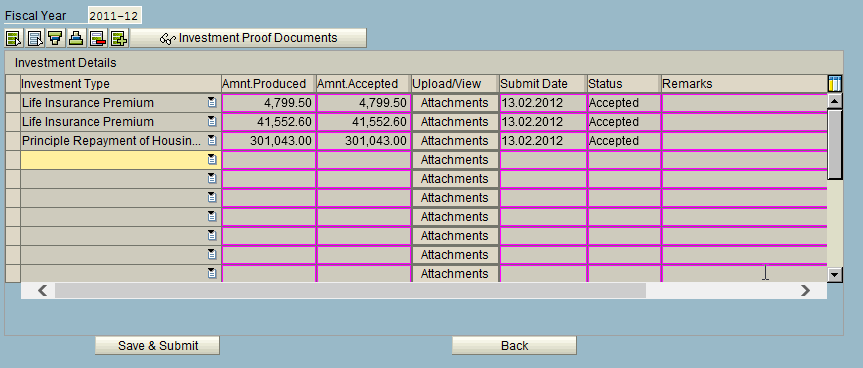 Fiscal Year 2011-12
Investment Proof Documents
Investment Details
Investment Type Amnt.Produced Amnt.Accepted Upload/View Submit Date Status Remarks
Life Insurance Premium 4,799.50 4,799.50 Attachments 13.02.2012 Accepted
Life Insurance Premium 41,552.60 41,552.60 Attachments 13.02.2012 Accepted
Principle Repayment of Housin... 301,043.00 301,043.00 Attachments 13.02.2012 Accepted
Attachments
Attachments
Attachments
Attachments
Attachments
Attachments
Attachments
Save & Submit Back